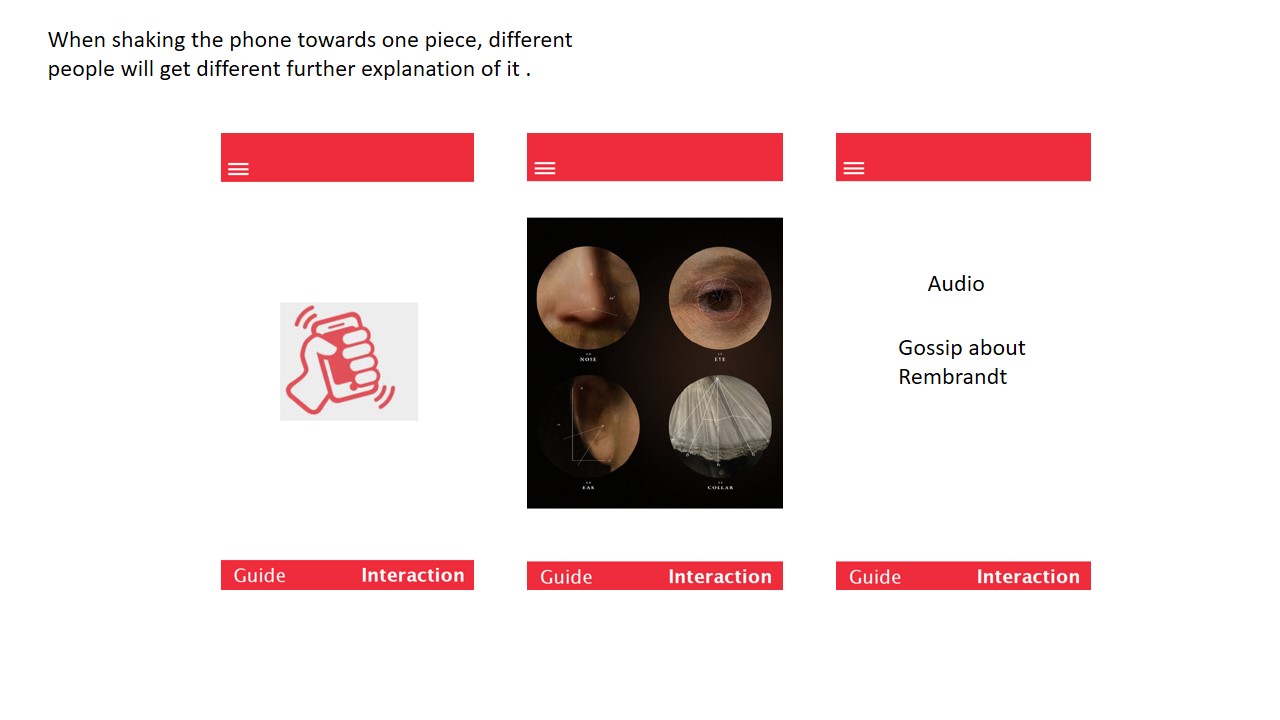 When shaking the phone towards one piece, different
people will get different further explanation of it .
NOSE
EYE
EAR
COLLAR
Audio
Gossip about
Rembrandt
Guide Interaction
Guide Interaction
Guide Interaction